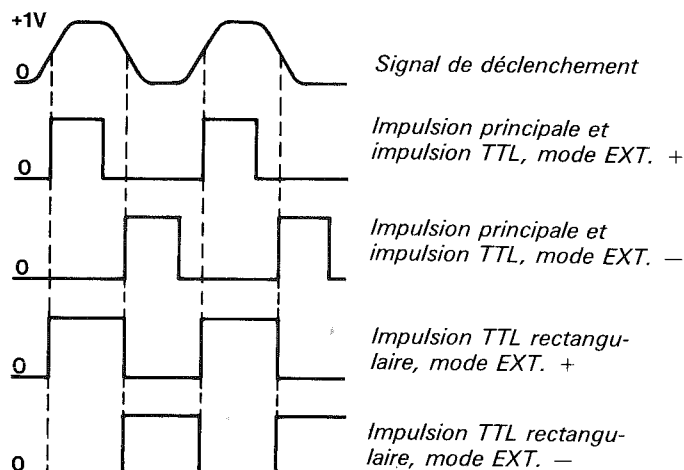 +1V
0
Signal de déclenchement
Impulsion principale et
impulsion TTL, mode EXT. +
0
Impulsion principale et
impulsion TTL, mode EXT. —
0
Impulsion TTL rectangu-
laire, mode EXT. +
0
Impulsion TTL rectangu-
laire, mode EXT. —
0